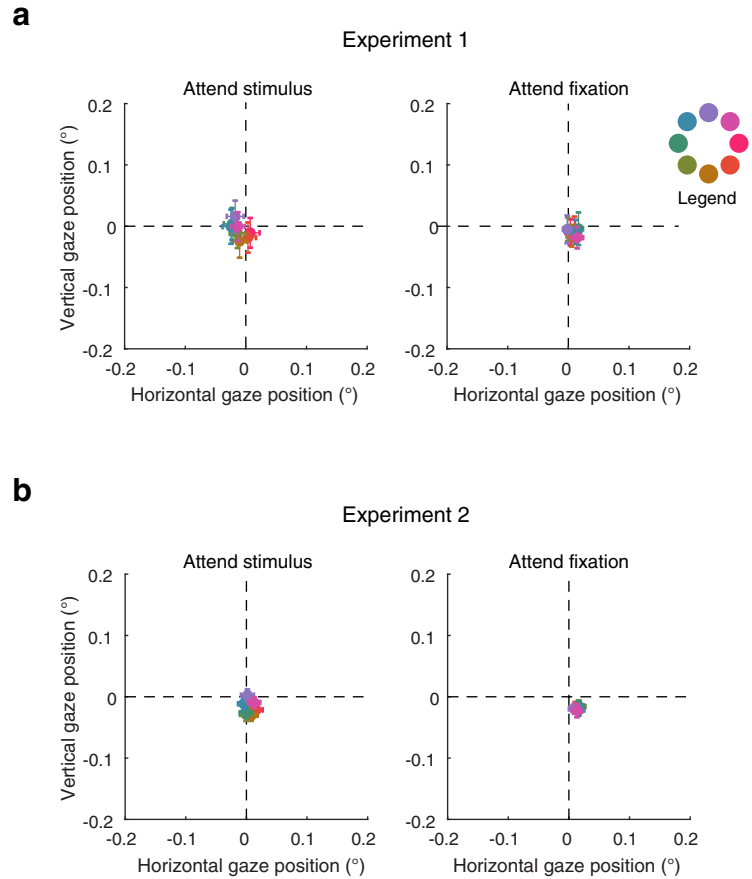 a
Experiment 1
Attend stimulus
Attend fixation
Legend
Vertical gaze position (°)
0.2
0.1
0
-0.1
-0.2
-0.2 -0.1 0 0.1 0.2
Horizontal gaze position (°)
0.2
0.1
0
-0.1
-0.2
-0.2 -0.1 0 0.1 0.2
Horizontal gaze position (°)
b
Experiment 2
Attend stimulus
Attend fixation
Vertical gaze position (°)
0.2
0.1
0
-0.1
-0.2
-0.2 -0.1 0 0.1 0.2
Horizontal gaze position (°)
0.2
0.1
0
-0.1
-0.2
-0.2 -0.1 0 0.1 0.2
Horizontal gaze position (°)